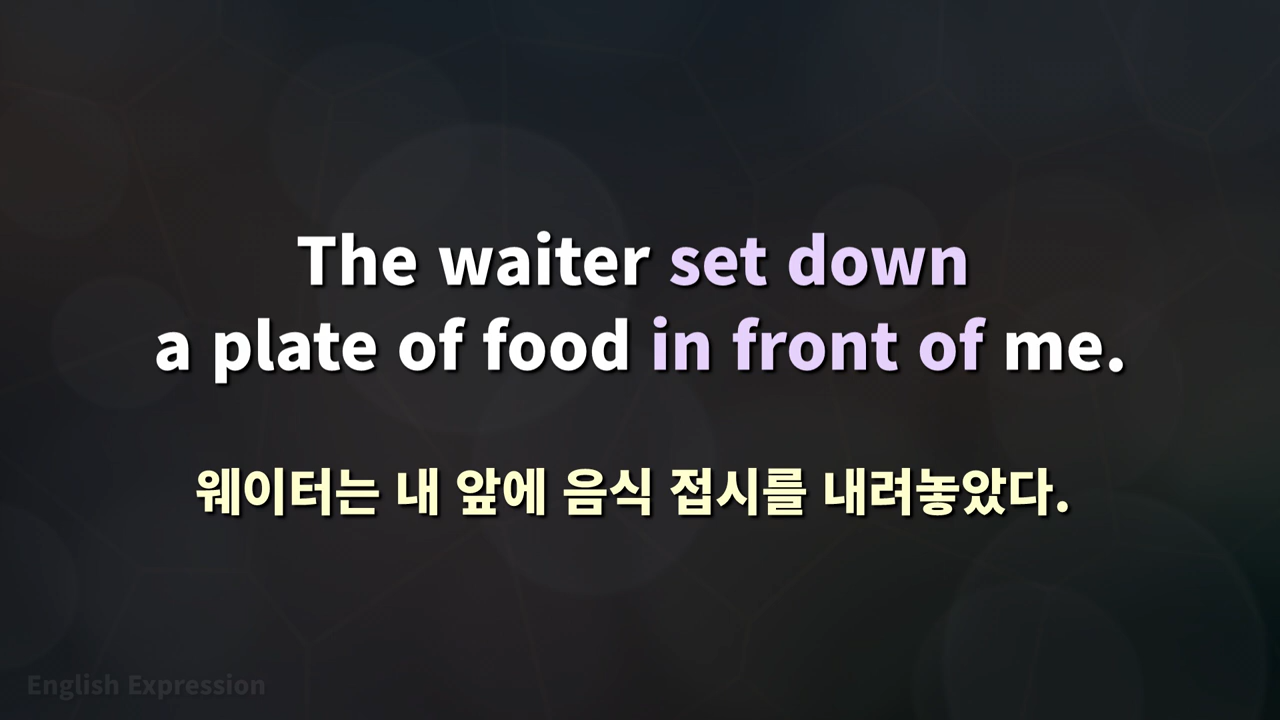 The waiter set down
a plate of food in front of me.
웨이터는 내 앞에 음식 접시를 내려놓았다.
English Expression